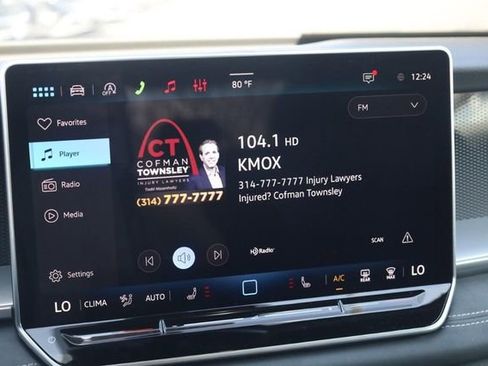 80 °F
12:24
Favorites
Player
Radio
Media
Settings
CT
COFMAN
TOWNSLEY
INJURY LAWYERS
(314) 777-7777
FM
104.1 HD
KMOX
314-777-7777 Injury Lawyers
Injured? Cofman Townsley
HD Radio
SCAN
LO
CLIMA
AUTO
A/C
REAR
MAX
LO